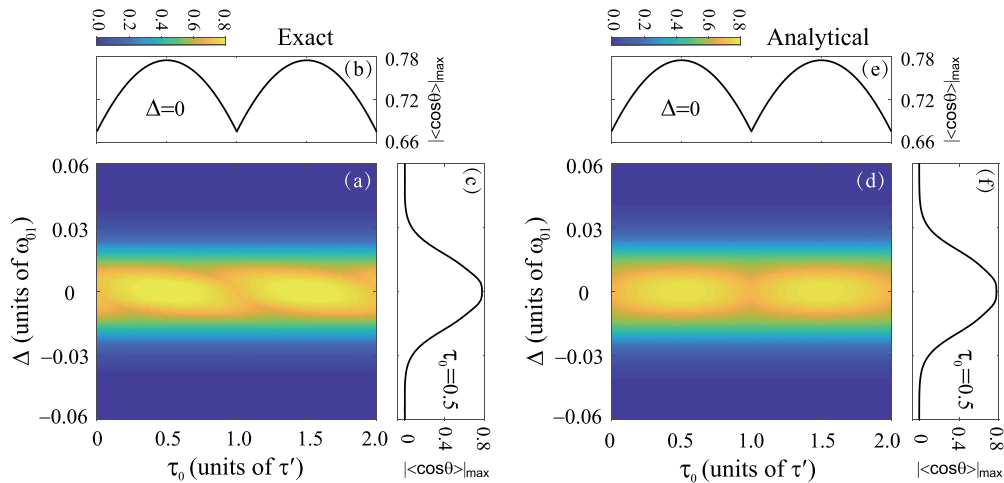 0.0 0.2 0.4 0.6 0.8
Exact
(b)
Δ=0
0.78
0.72
0.66
|<cosθ>|max
(a)
0.06
0.03
0
−0.03
−0.06
Δ (units of ω01)
0 0.5 1.0 1.5 2.0
τ0 (units of τ′)
(c)
τ0=0.5
0 0.4 0.8
|<cosθ>|max
0.0 0.2 0.4 0.6 0.8
Analytical
(e)
Δ=0
0.78
0.72
0.66
|<cosθ>|max
(d)
0.06
0.03
0
−0.03
−0.06
Δ (units of ω01)
0 0.5 1.0 1.5 2.0
τ0 (units of τ′)
(f)
τ0=0.5
0 0.4 0.8
|<cosθ>|max